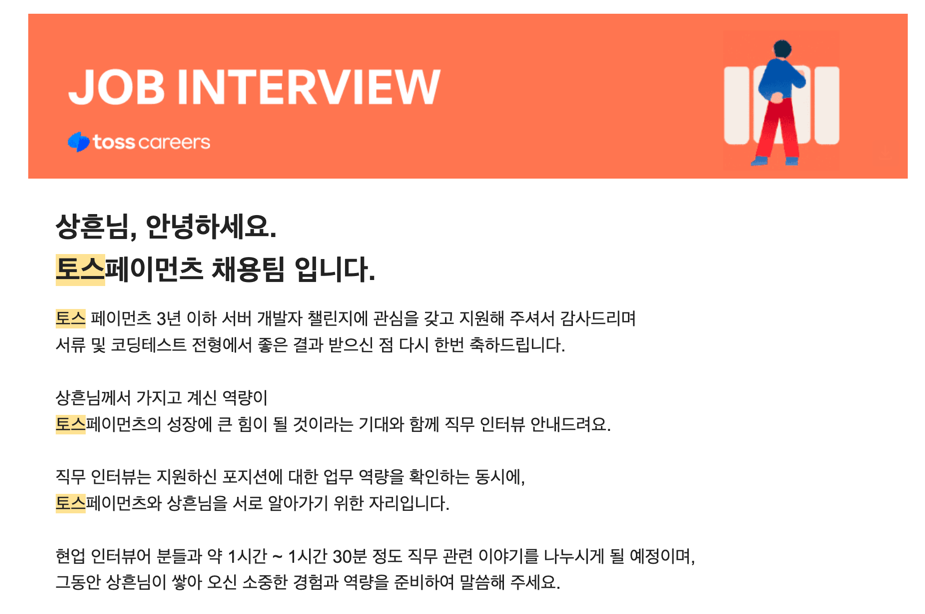 JOB INTERVIEW
toss careers
상흔님, 안녕하세요.
토스페이먼츠 채용팀 입니다.
토스 페이먼츠 3년 이하 서버 개발자 챌린지에 관심을 갖고 지원해 주셔서 감사드리며
서류 및 코딩테스트 전형에서 좋은 결과 받으신 점 다시 한번 축하드립니다.
상흔님께서 가지고 계신 역량이
토스페이먼츠의 성장에 큰 힘이 될 것이라는 기대와 함께 직무 인터뷰 안내드려요.
직무 인터뷰는 지원하신 포지션에 대한 업무 역량을 확인하는 동시에,
토스페이먼츠와 상흔님을 서로 알아가기 위한 자리입니다.
현업 인터뷰어 분들과 약 1시간 ~ 1시간 30분 정도 직무 관련 이야기를 나누시게 될 예정이며,
그동안 상흔님이 쌓아 오신 소중한 경험과 역량을 준비하여 말씀해 주세요.